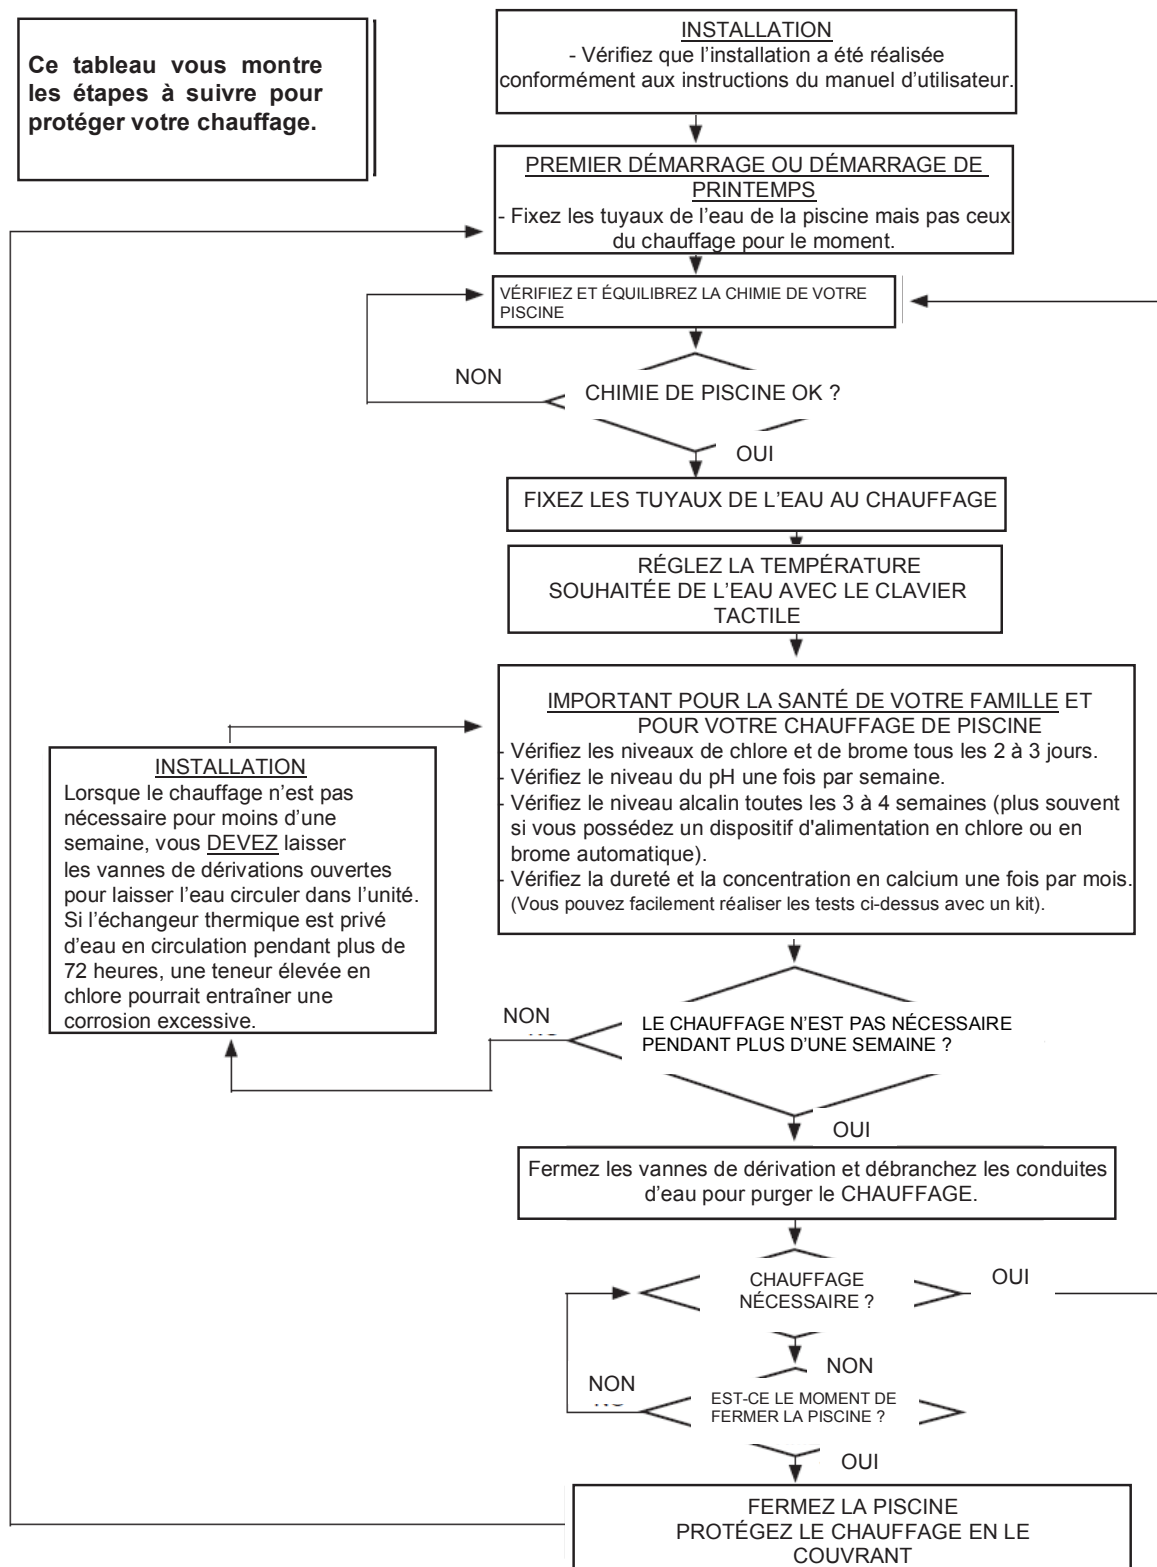 Ce tableau vous montre
les étapes à suivre pour
protéger votre chauffage.
INSTALLATION
- Vérifiez que l'installation a été réalisée
conformément aux instructions du manuel d'utilisateur.
PREMIER DÉMARRAGE OU DÉMARRAGE DE
PRINTEMPS
- Fixez les tuyaux de l'eau de la piscine mais pas ceux
du chauffage pour le moment.
VÉRIFIEZ ET ÉQUILIBREZ LA CHIMIE DE VOTRE
PISCINE
NON
CHIMIE DE PISCINE OK ?
OUI
FIXEZ LES TUYAUX DE L'EAU AU CHAUFFAGE
RÉGLEZ LA TEMPÉRATURE
SOUHAITÉE DE L'EAU AVEC LE CLAVIER
TACTILE
IMPORTANT POUR LA SANTÉ DE VOTRE FAMILLE ET
POUR VOTRE CHAUFFAGE DE PISCINE
- Vérifiez les niveaux de chlore et de brome tous les 2 à 3 jours.
- Vérifiez le niveau du pH une fois par semaine.
- Vérifiez le niveau alcalin toutes les 3 à 4 semaines (plus souvent
si vous possédez un dispositif d'alimentation en chlore ou en
brome automatique).
- Vérifiez la dureté et la concentration en calcium une fois par mois.
(Vous pouvez facilement réaliser les tests ci-dessus avec un kit).
INSTALLATION
Lorsque le chauffage n'est pas
nécessaire pour moins d'une
semaine, vous DEVEZ laisser
les vannes de dérivations ouvertes
pour laisser l'eau circuler dans l'unité.
Si l'échangeur thermique est privé
d'eau en circulation pendant plus de
72 heures, une teneur élevée en
chlore pourrait entraîner une
corrosion excessive.
NON
LE CHAUFFAGE N'EST PAS NÉCESSAIRE
PENDANT PLUS D'UNE SEMAINE ?
OUI
Fermez les vannes de dérivation et débranchez les conduites
d'eau pour purger le CHAUFFAGE.
CHAUFFAGE
NÉCESSAIRE ?
OUI
NON
NON
EST-CE LE MOMENT DE
FERMER LA PISCINE ?
OUI
FERMEZ LA PISCINE
PROTÉGEZ LE CHAUFFAGE EN LE
COUVRANT